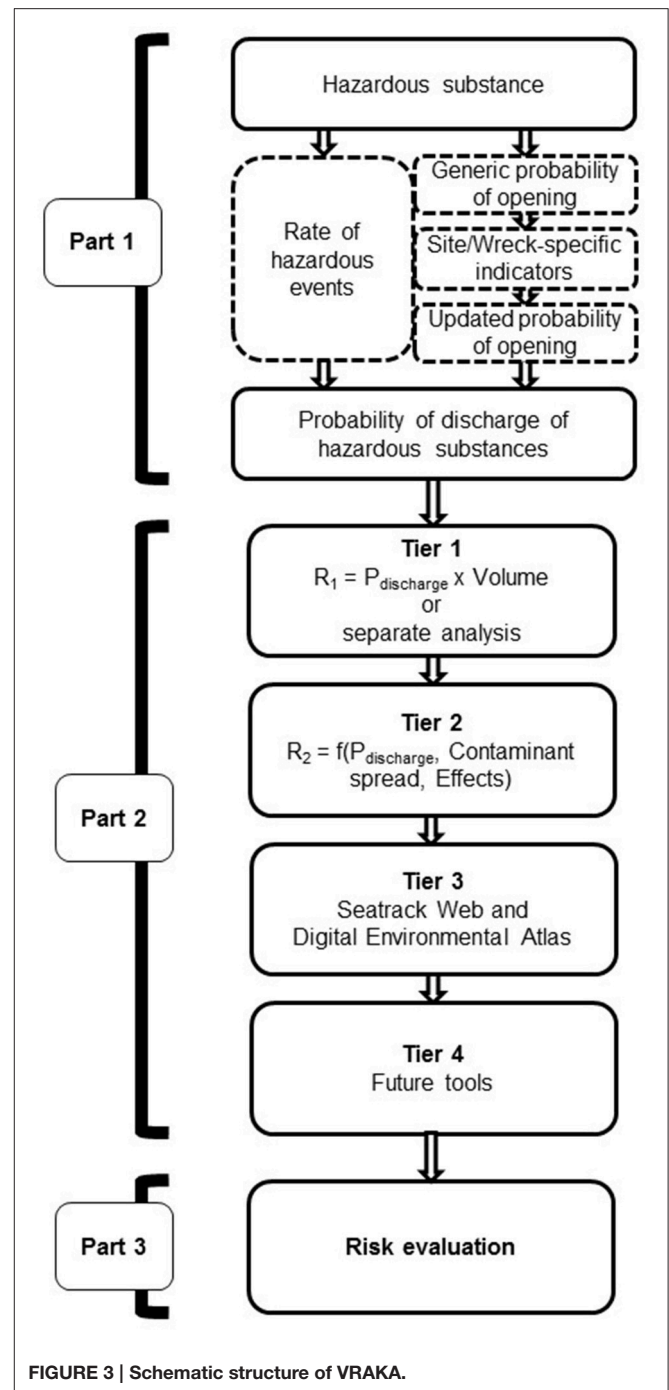 Hazardous substance
Part 1
Rate of
hazardous
events
Generic probability
of opening
Site/Wreck-specific
indicators
Updated probability
of opening
Probability of discharge of
hazardous substances
Part 2
Tier 1
R1 = Pdischarge x Volume
or
separate analysis
Tier 2
R2 = f(Pdischarge, Contaminant
spread, Effects)
Tier 3
Seatrack Web and
Digital Environmental Atlas
Tier 4
Future tools
Part 3
Risk evaluation
FIGURE 3 | Schematic structure of VRAKA.